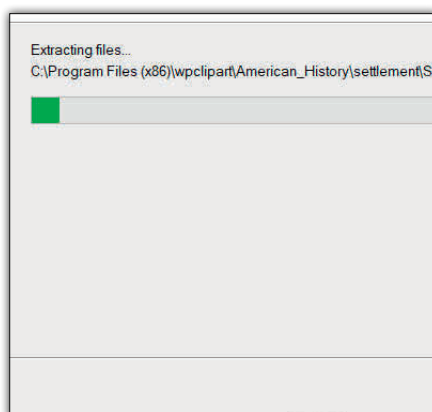 Extracting files...
C:\Program Files (x86)\wpclipart\American_History\settlement\S